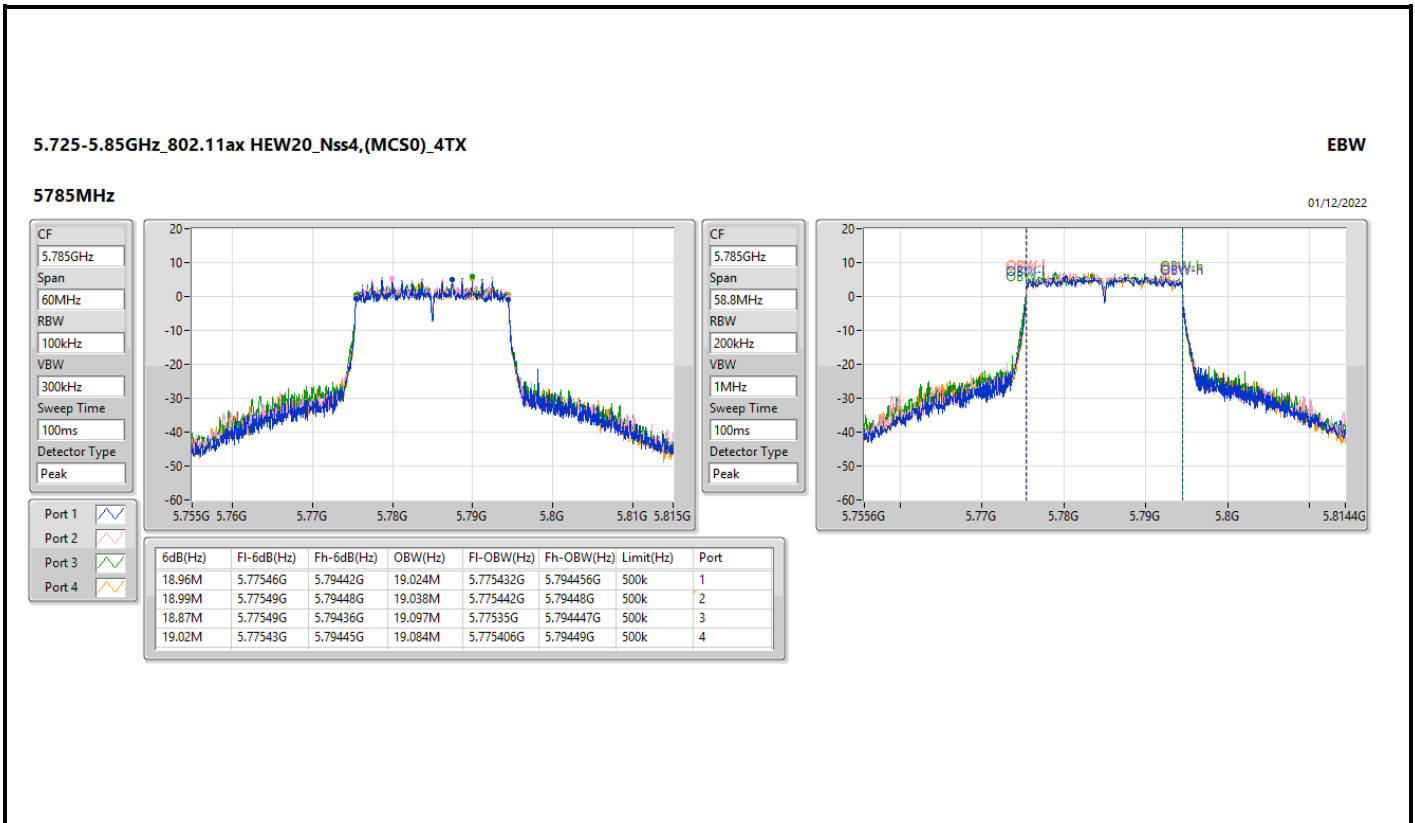 5.725-5.85GHz_802.11ax HEW20_Nss4,(MCS0)_4TX
EBW
5785MHz
01/12/2022
CF
5.785GHz
Span
60MHz
RBW
100kHz
VBW
300kHz
Sweep Time
100ms
Detector Type
Peak
Port 1
Port 2
Port 3
Port 4
20
10
0
-10
-20
-30
-40
-50
-60
5.755G 5.76G 5.77G 5.78G 5.79G 5.8G 5.81G 5.815G
CF
5.785GHz
Span
58.8MHz
RBW
200kHz
VBW
1MHz
Sweep Time
100ms
Detector Type
Peak
20
10
0
-10
-20
-30
-40
-50
-60
OBW-l OBW-h
5.7556G 5.77G 5.78G 5.79G 5.8G 5.8144G
6dB(Hz) Fl-6dB(Hz) Fh-6dB(Hz) OBW(Hz) Fl-OBW(Hz) Fh-OBW(Hz) Limit(Hz) Port
18.96M 5.77546G 5.79442G 19.024M 5.775432G 5.794456G 500k 1
18.99M 5.77549G 5.79448G 19.038M 5.775442G 5.79448G 500k 2
18.87M 5.77549G 5.79436G 19.097M 5.77535G 5.794447G 500k 3
19.02M 5.77543G 5.79445G 19.084M 5.775406G 5.79449G 500k 4